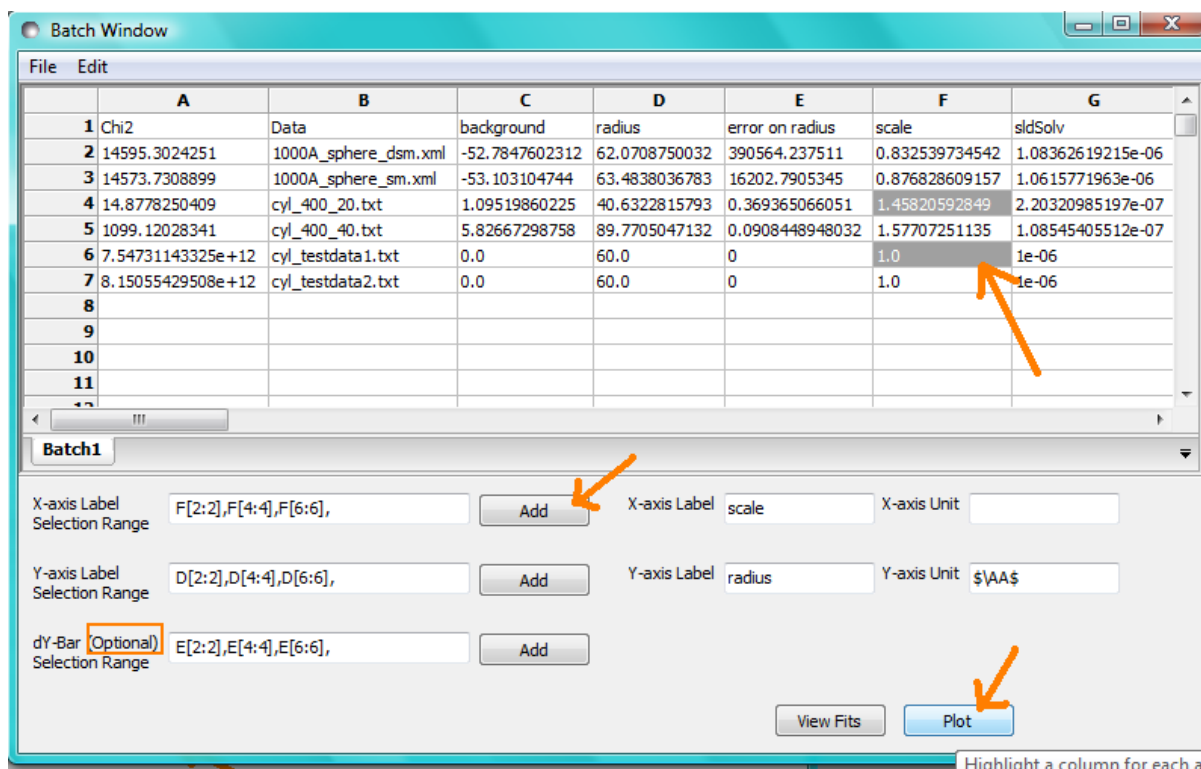 Batch Window
File Edit
A B C D E F G
1 Chi2 Data background radius error on radius scale sldSolv
2 14595.3024251 1000A_sphere_dsm.xml -52.7847602312 62.0708750032 390564.237511 0.832539734542 1.08362619215e-06
3 14573.7308899 1000A_sphere_sm.xml -53.103104744 63.4838036783 16202.7905345 0.876828609157 1.0615771963e-06
4 14.8778250409 cyl_400_20.txt 1.09519860225 40.6322815793 0.369365066051 1.45820592849 2.20320985197e-07
5 1099.12028341 cyl_400_40.txt 5.82667298758 89.7705047132 0.0908448948032 1.57707251135 1.08545405512e-07
6 7.54731143325e+12 cyl_testdata1.txt 0.0 60.0 0 1.0 1e-06
7 8.15055429508e+12 cyl_testdata2.txt 0.0 60.0 0 1.0 1e-06
8
9
10
11
Batch1
X-axis Label
Selection Range
F[2:2],F[4:4],F[6:6], Add X-axis Label scale X-axis Unit
Y-axis Label
Selection Range
D[2:2],D[4:4],D[6:6], Add Y-axis Label radius Y-axis Unit $\AA$
dY-Bar (Optional)
Selection Range
E[2:2],E[4:4],E[6:6], Add
View Fits Plot
Highlight a column for each a